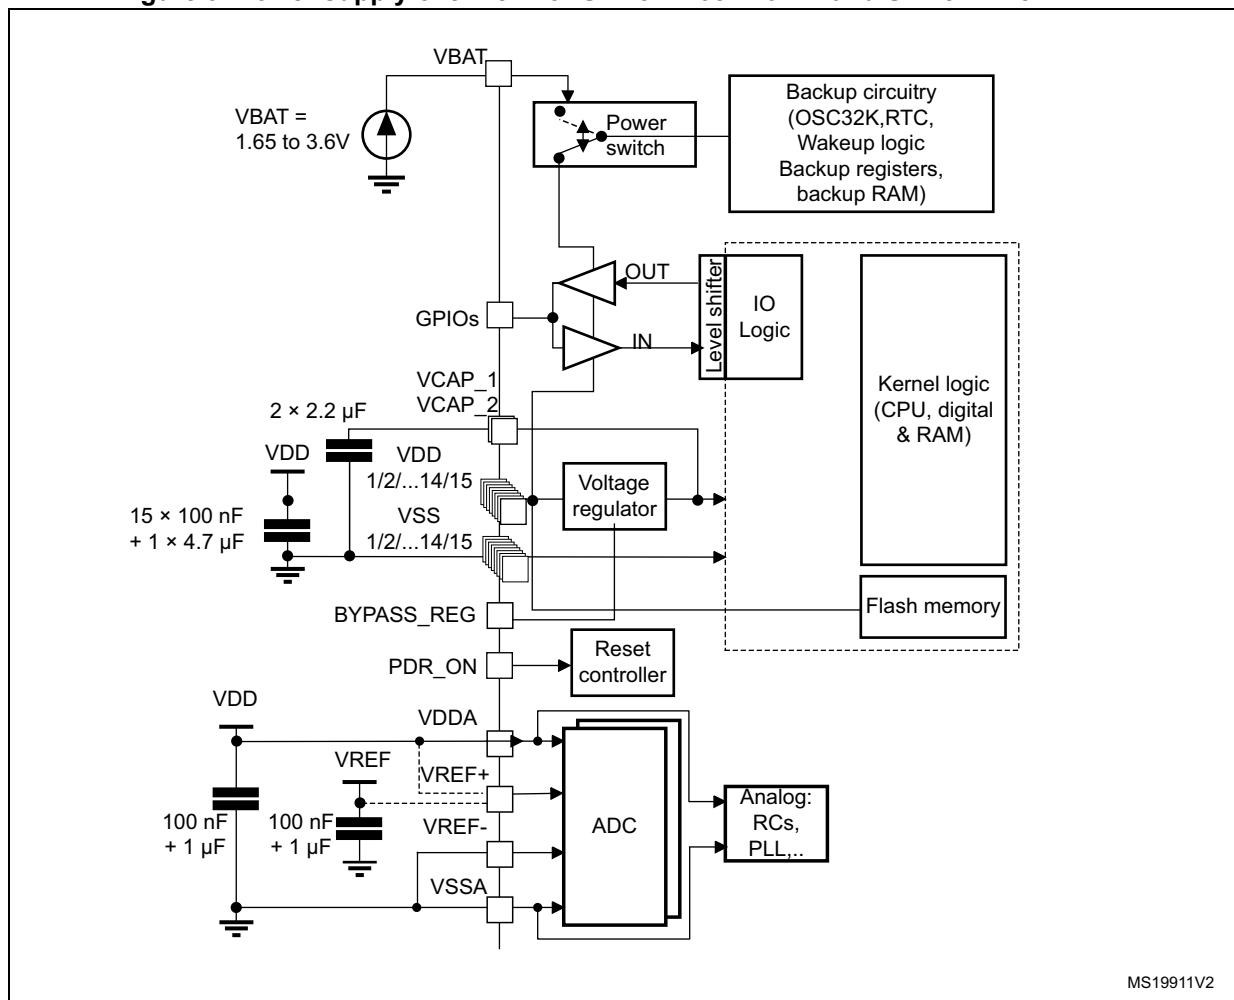 VBAT
VBAT =
1.65 to 3.6V
Power
switch
Backup circuitry
(OSC32K,RTC,
Wakeup logic
Backup registers,
backup RAM)
OUT
Level shifter
IO
Logic
GPIOs
IN
Kernel logic
(CPU, digital
& RAM)
VCAP_1
VCAP_2
2 × 2.2 μF
VDD
VDD
1/2/...14/15
Voltage
regulator
15 × 100 nF
+ 1 × 4.7 μF
VSS
1/2/...14/15
BYPASS_REG
Flash memory
PDR_ON
Reset
controller
VDD
VDDA
VREF
VREF+
100 nF
+ 1 μF
100 nF
+ 1 μF
VREF-
ADC
Analog:
RCs,
PLL,..
VSSA
MS19911V2